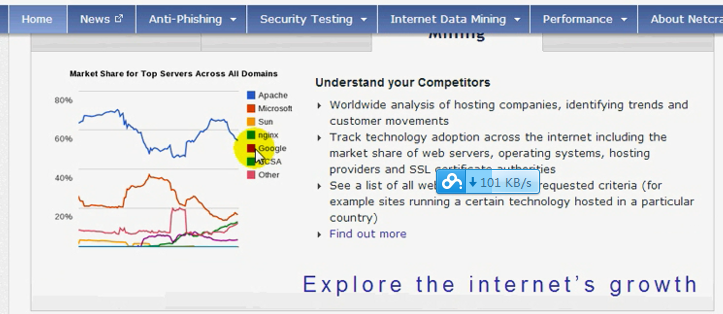 Home News Anti-Phishing Security Testing Internet Data Mining Performance About Netcra
Mining
Market Share for Top Servers Across All Domains
80%
60%
40%
20%
Apache
Microsoft
Sun
nginx
Google
NCSA
Other
Understand your Competitors
Worldwide analysis of hosting companies, identifying trends and
customer movements
Track technology adoption across the internet including the
market share of web servers, operating systems, hosting
providers and SSL certificate authorities
See a list of all web requested criteria (for
101 KB/s
example sites running a certain technology hosted in a particular
country)
Find out more
Explore the internet's growth